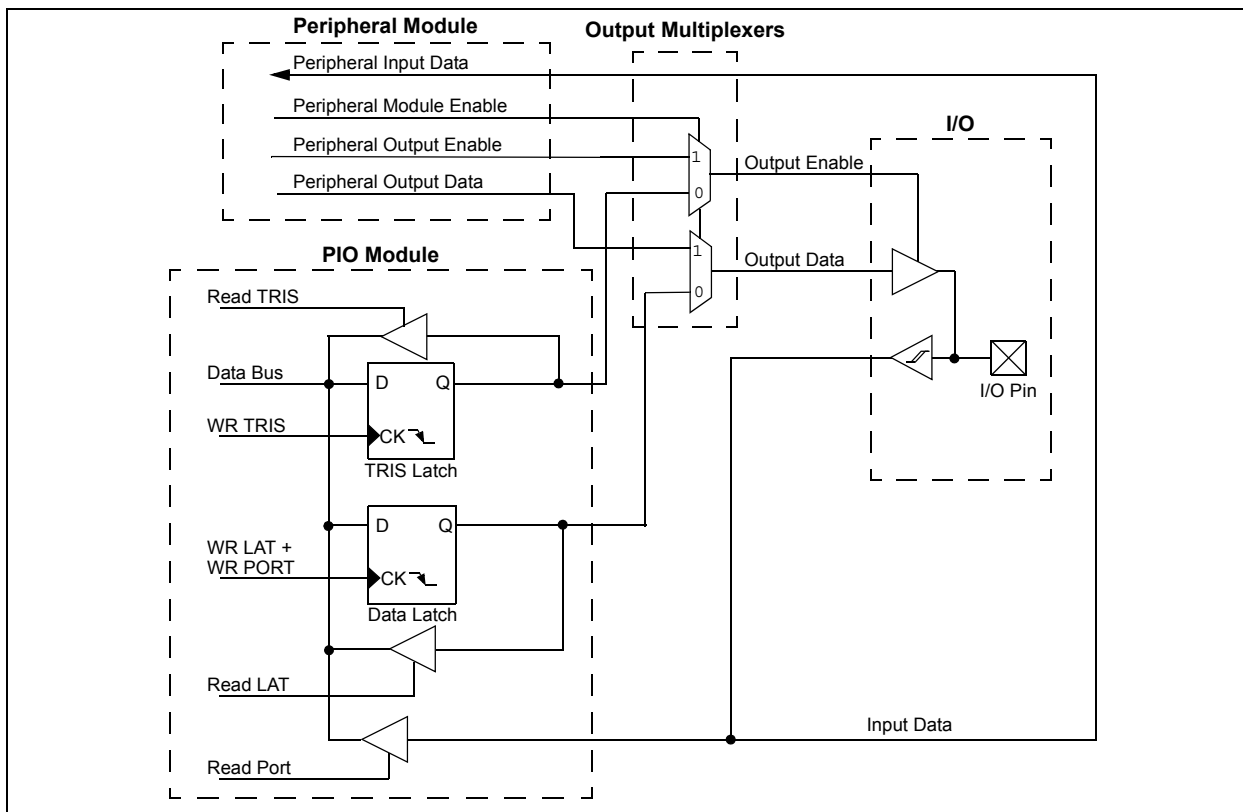 Peripheral Module
Output Multiplexers
Peripheral Input Data
Peripheral Module Enable
Peripheral Output Enable
Peripheral Output Data
1
0
Output Enable
I/O
1
0
Output Data
I/O Pin
PIO Module
Read TRIS
Data Bus
D Q
WR TRIS
CK
TRIS Latch
D Q
WR LAT +
WR PORT
CK
Data Latch
Read LAT
Input Data
Read Port